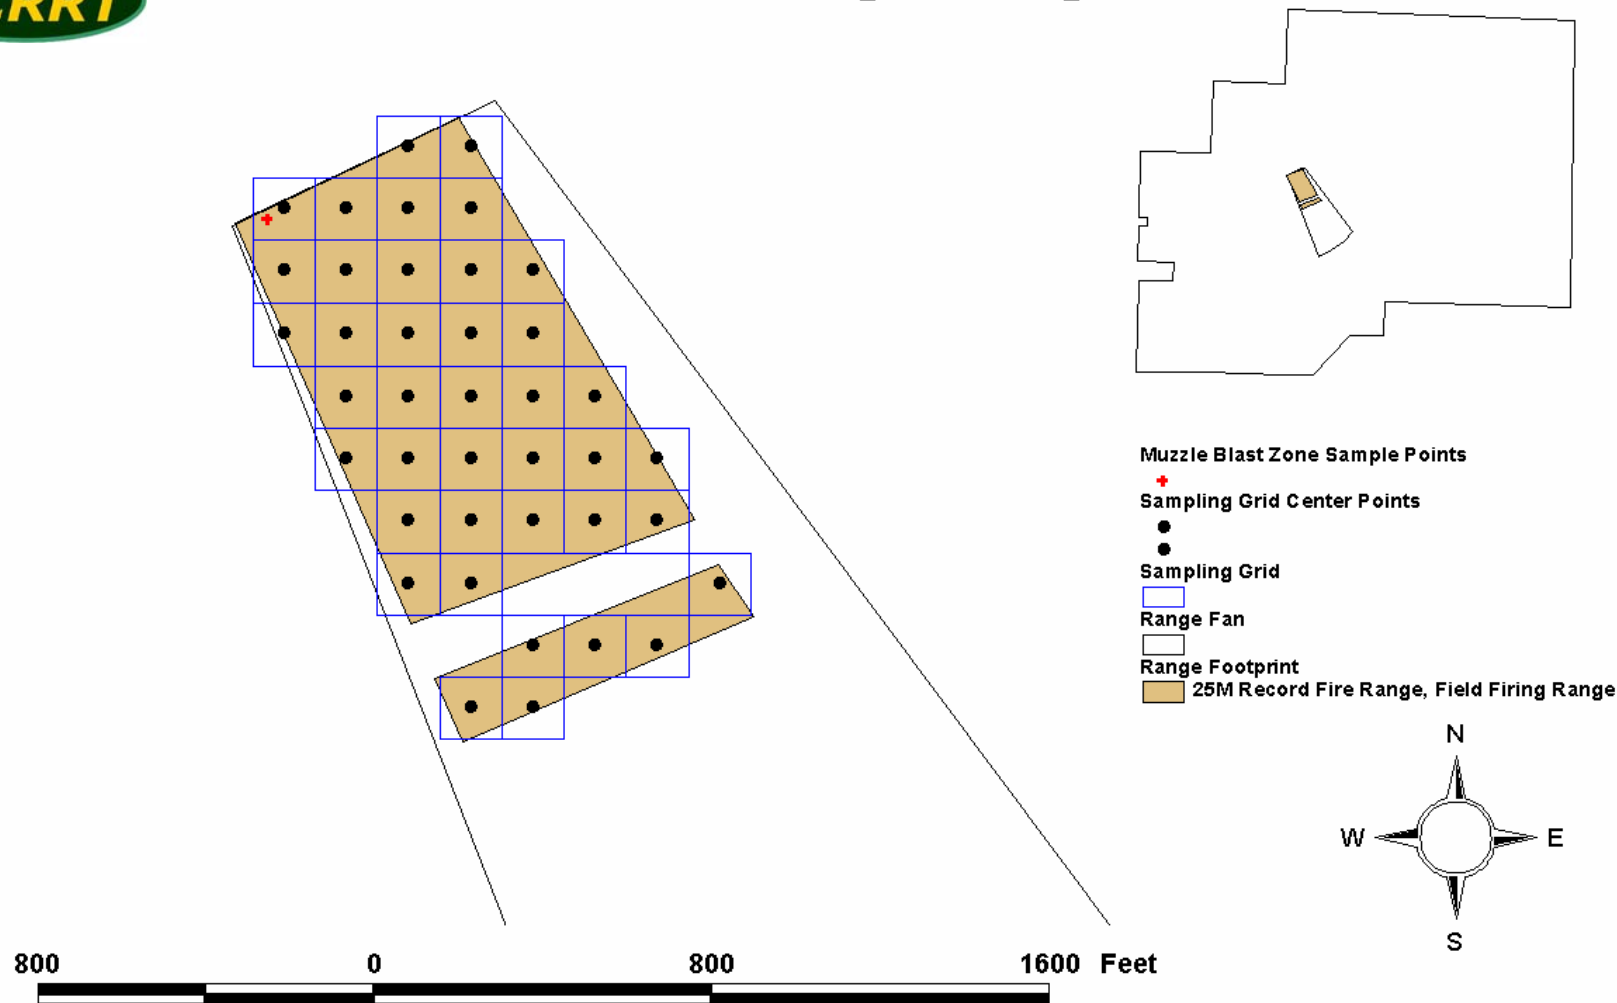 Muzzle Blast Zone Sample Points
Sampling Grid Center Points
Sampling Grid
Range Fan
Range Footprint
25M Record Fire Range, Field Firing Range
N
W E
S
800 0 800 1600 Feet